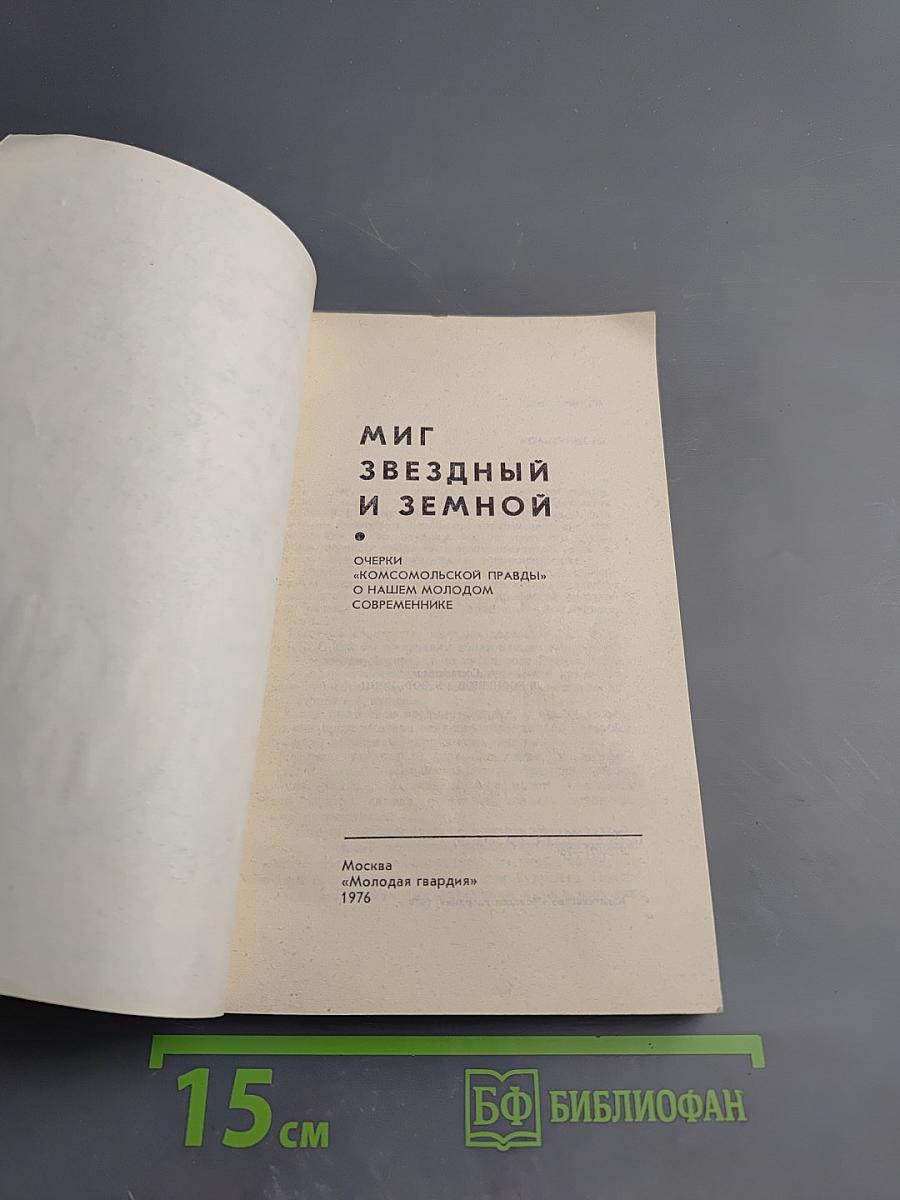 МИГ
ЗВЕЗДНЫЙ
И ЗЕМНОЙ
ОЧЕРКИ
«КОМСОМОЛЬСКОЙ ПРАВДЫ»
О НАШЕМ МОЛОДОМ
СОВРЕМЕННИКЕ
Москва
«Молодая гвардия»
1976
15 см
БФ БИБЛИОФАН